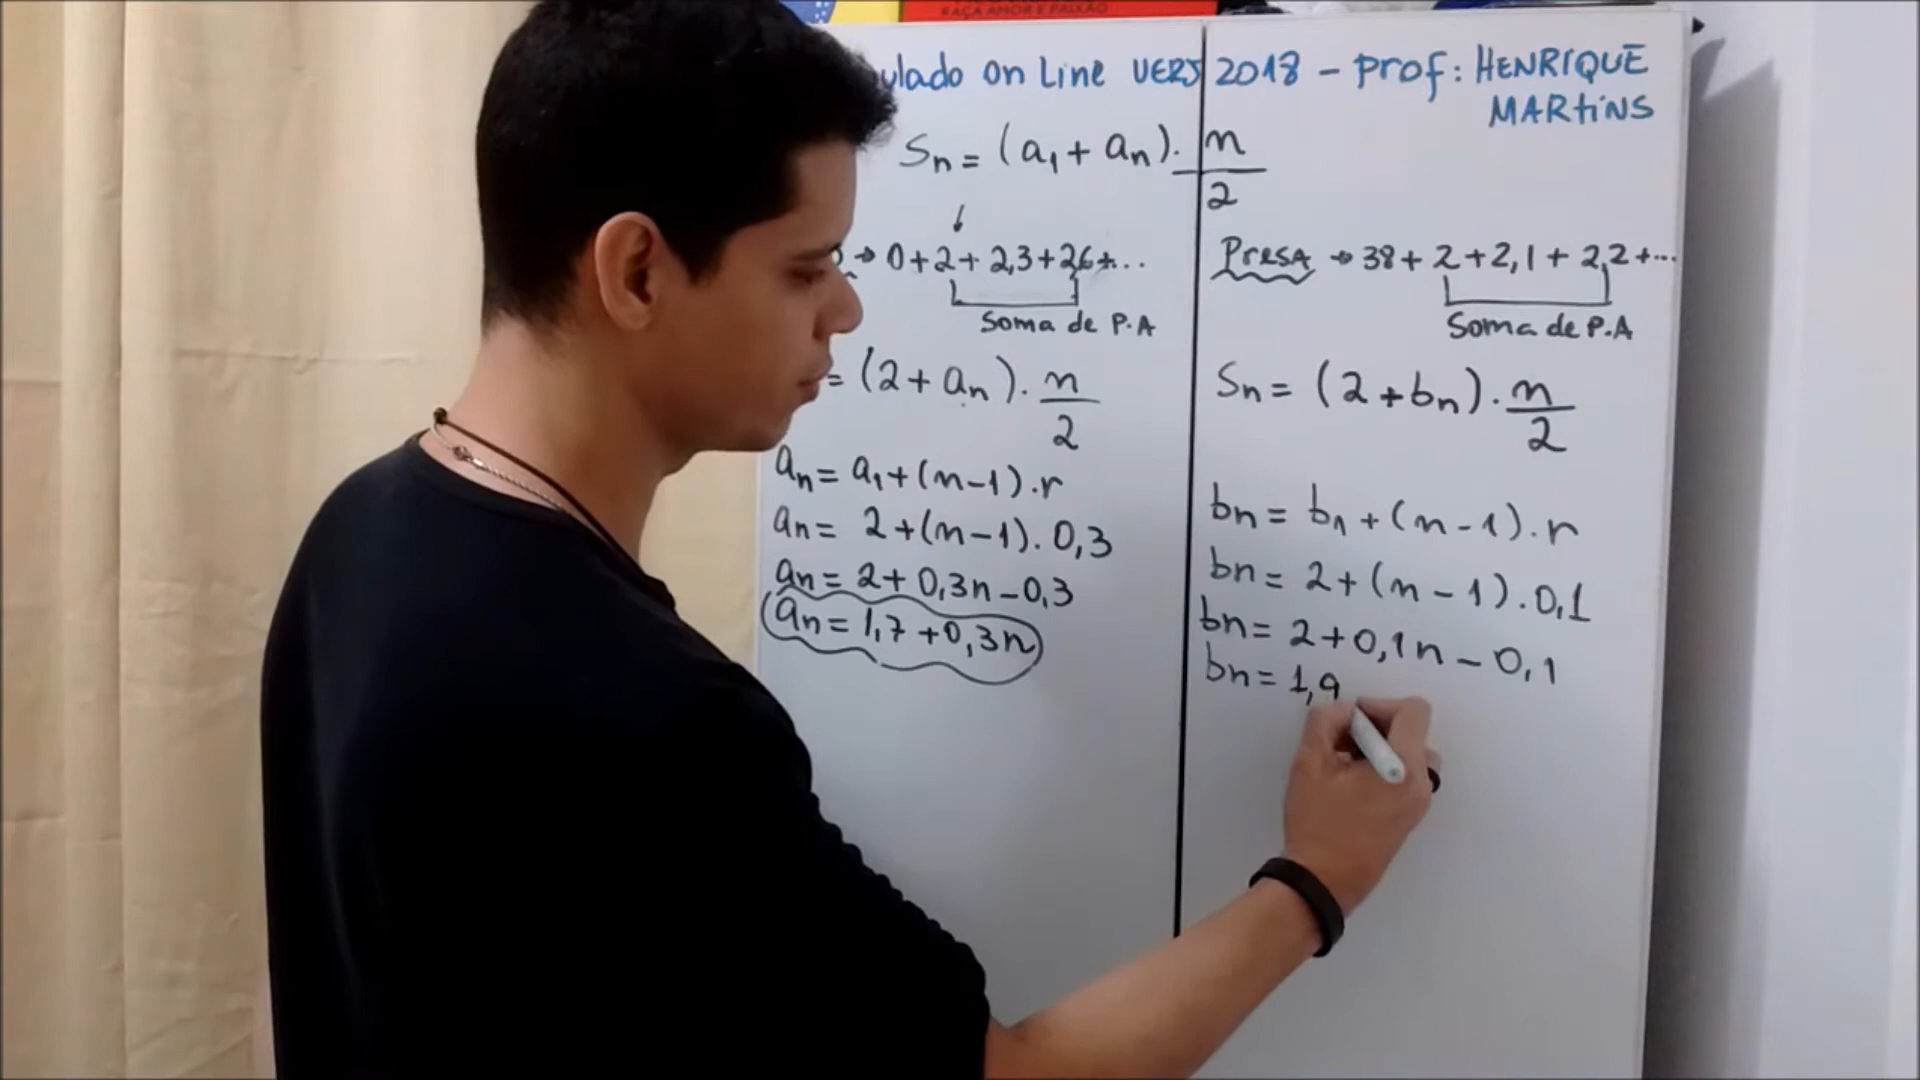 RAÇA AMOR E PAIXÃO
ulado On Line UERJ 2018 - Prof: HENRIQUE
MARTINS
Sn = (a1 + an) . n/2
→ 0 + 2 + 2,3 + 2,6 + ...
Soma de P.A
= (2 + an) . n/2
an = a1 + (n-1) . r
an = 2 + (n-1) . 0,3
an = 2 + 0,3n - 0,3
an = 1,7 + 0,3n
Presa → 38 + 2 + 2,1 + 2,2 + ...
Soma de P.A
Sn = (2 + bn) . n/2
bn = b1 + (n-1) . r
bn = 2 + (n-1) . 0,1
bn = 2 + 0,1n - 0,1
bn = 1,9